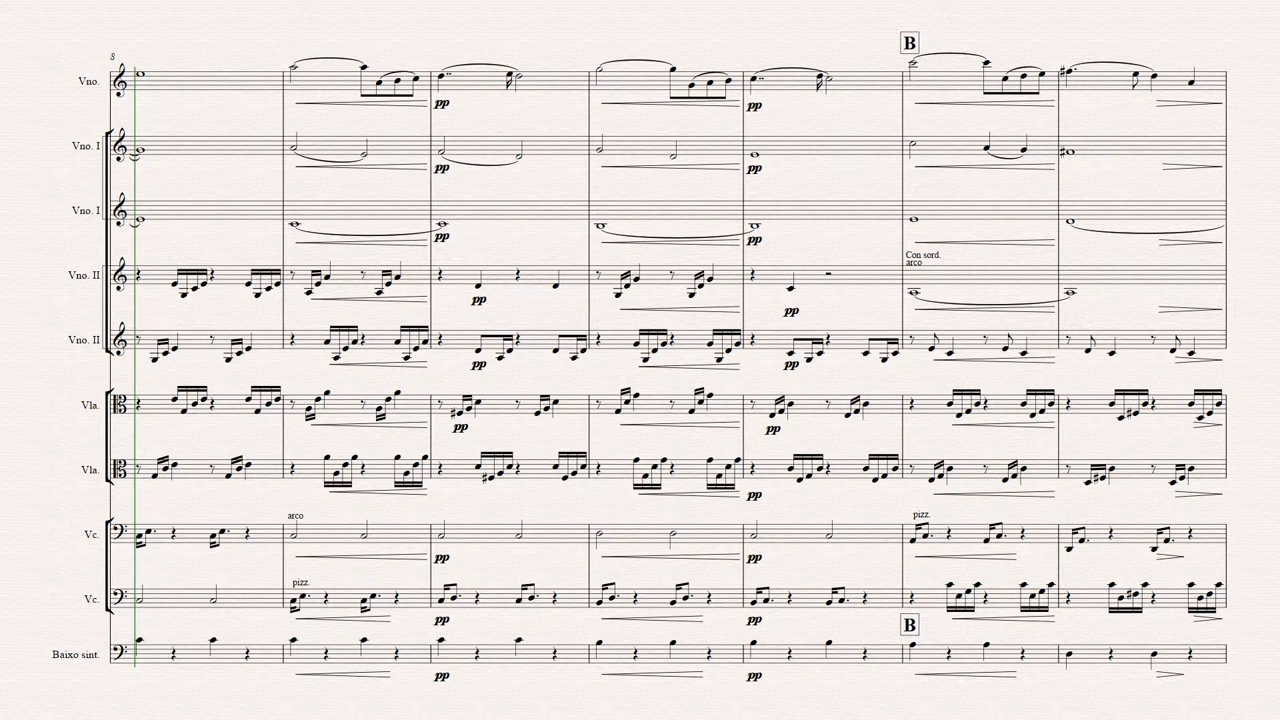 B
8
Vno.
pp
pp
Vno. I
pp
pp
Vno. I
pp
pp
Con sord.
arco
Vno. II
pp
pp
Vno. II
pp
pp
Vla.
pp
pp
Vla.
pp
arco
pizz.
Vc.
pp
pp
pizz.
Vc.
pp
pp
B
Baixo sint.
pp
pp